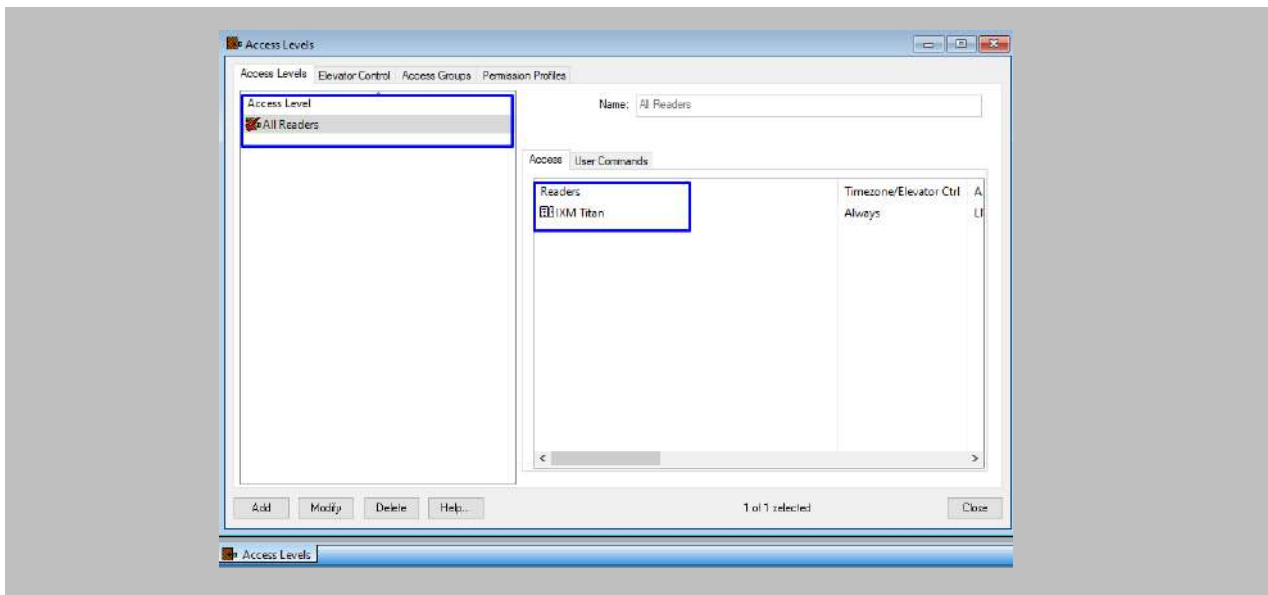 Access Levels
Access Levels Elevator Control Access Groups Permission Profiles
Access Level
All Readers
Name: All Readers
Access User Commands
Readers Timezone/Elevator Ctrl A
IXM Titan Always
Add Modify Delete Help...
1 of 1 selected
Close
Access Levels